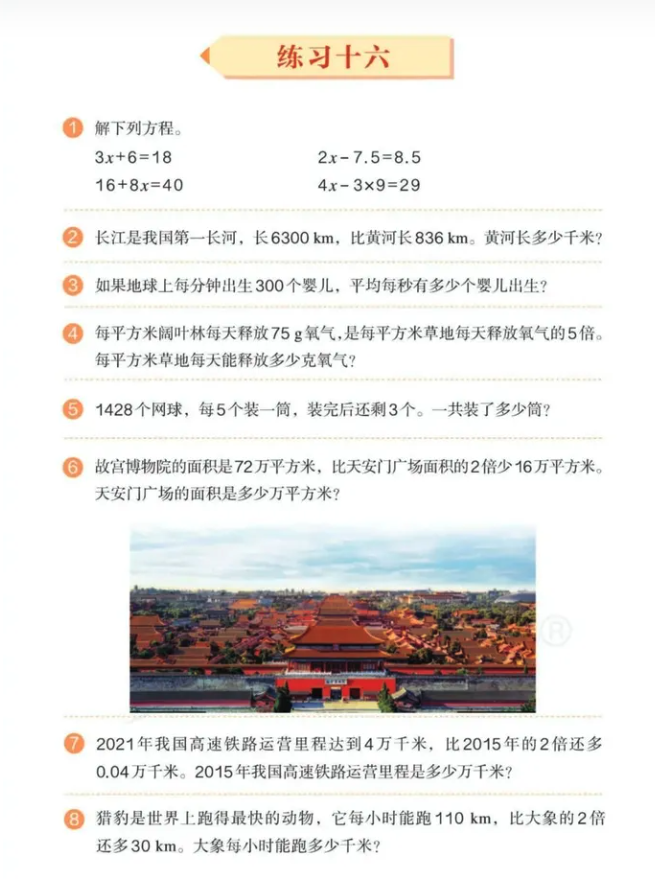 练习十六
1 解下列方程。
3x+6=18 2x-7.5=8.5
16+8x=40 4x-3×9=29
2 长江是我国第一长河，长6300 km，比黄河长836 km。黄河长多少千米？
3 如果地球上每分钟出生300个婴儿，平均每秒有多少个婴儿出生？
4 每平方米阔叶林每天释放75 g氧气，是每平方米草地每天释放氧气的5倍。
每平方米草地每天能释放多少克氧气？
5 1428个网球，每5个装一筒，装完后还剩3个。一共装了多少筒？
6 故宫博物院的面积是72万平方米，比天安门广场面积的2倍少16万平方米。
天安门广场的面积是多少万平方米？
®
7 2021年我国高速铁路运营里程达到4万千米，比2015年的2倍还多
0.04万千米。2015年我国高速铁路运营里程是多少万千米？
8 猎豹是世界上跑得最快的动物，它每小时能跑110 km，比大象的2倍
还多30 km。大象每小时能跑多少千米？